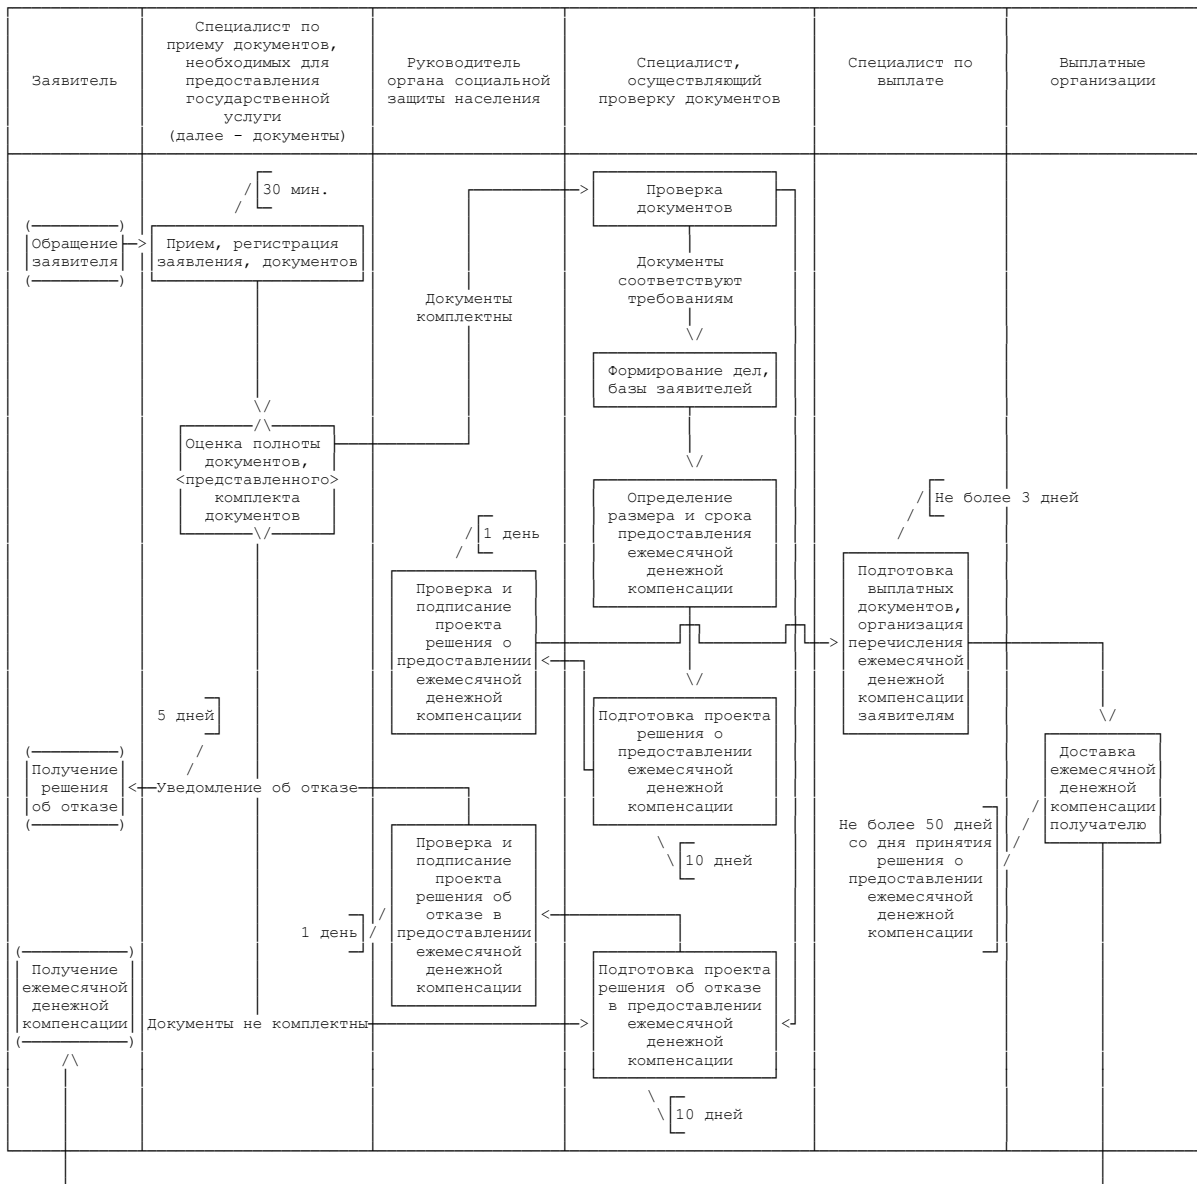 Заявитель
Специалист по
приему документов,
необходимых для
предоставления
государственной
услуги
(далее - документы)
Руководитель
органа социальной
защиты населения
Специалист,
осуществляющий
проверку документов
Специалист по
выплате
Выплатные
организации
30 мин.
Обращение
заявителя
Прием, регистрация
заявления, документов
Документы
комплектны
Проверка
документов
Документы
соответствуют
требованиям
Формирование дел,
базы заявителей
Оценка полноты
документов,
<представленного>
комплекта
документов
Определение
размера и срока
предоставления
ежемесячной
денежной
компенсации
Не более 3 дней
1 день
Проверка и
подписание
проекта
решения о
предоставлении
ежемесячной
денежной
компенсации
Подготовка
выплатных
документов,
организация
перечисления
ежемесячной
денежной
компенсации
заявителям
5 дней
Подготовка проекта
решения о
предоставлении
ежемесячной
денежной
компенсации
10 дней
Получение
решения
об отказе
Уведомление об отказе
Доставка
ежемесячной
денежной
компенсации
получателю
Не более 50 дней
со дня принятия
решения о
предоставлении
ежемесячной
денежной
компенсации
Проверка и
подписание
проекта
решения об
отказе в
предоставлении
ежемесячной
денежной
компенсации
1 день
Получение
ежемесячной
денежной
компенсации
Документы не комплектны
Подготовка проекта
решения об отказе
в предоставлении
ежемесячной
денежной
компенсации
10 дней